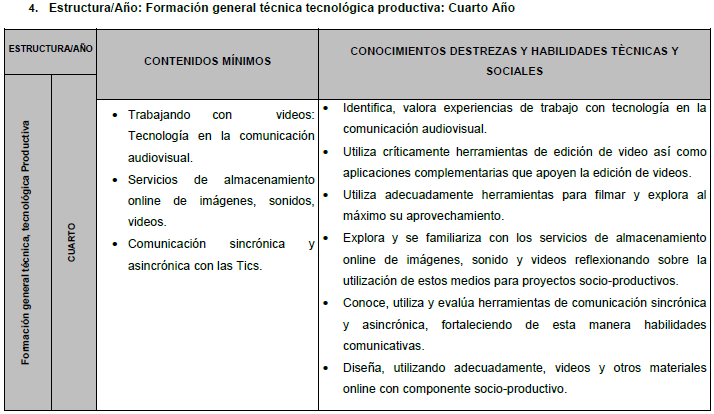 4. Estructura/Año: Formación general técnica tecnológica productiva: Cuarto Año
ESTRUCTURA/AÑO
CONTENIDOS MÍNIMOS
CONOCIMIENTOS DESTREZAS Y HABILIDADES TÈCNICAS Y
SOCIALES
Formación general técnica, tecnológica Productiva
CUARTO
• Trabajando con videos:
Tecnología en la comunicación
audiovisual.
• Servicios de almacenamiento
online de imágenes, sonidos,
videos.
• Comunicación sincrónica y
asincrónica con las Tics.
• Identifica, valora experiencias de trabajo con tecnología en la
comunicación audiovisual.
• Utiliza críticamente herramientas de edición de video así como
aplicaciones complementarias que apoyen la edición de videos.
• Utiliza adecuadamente herramientas para filmar y explora al
máximo su aprovechamiento.
• Explora y se familiariza con los servicios de almacenamiento
online de imágenes, sonido y videos reflexionando sobre la
utilización de estos medios para proyectos socio-productivos.
• Conoce, utiliza y evalúa herramientas de comunicación sincrónica
y asincrónica, fortaleciendo de esta manera habilidades
comunicativas.
• Diseña, utilizando adecuadamente, videos y otros materiales
online con componente socio-productivo.